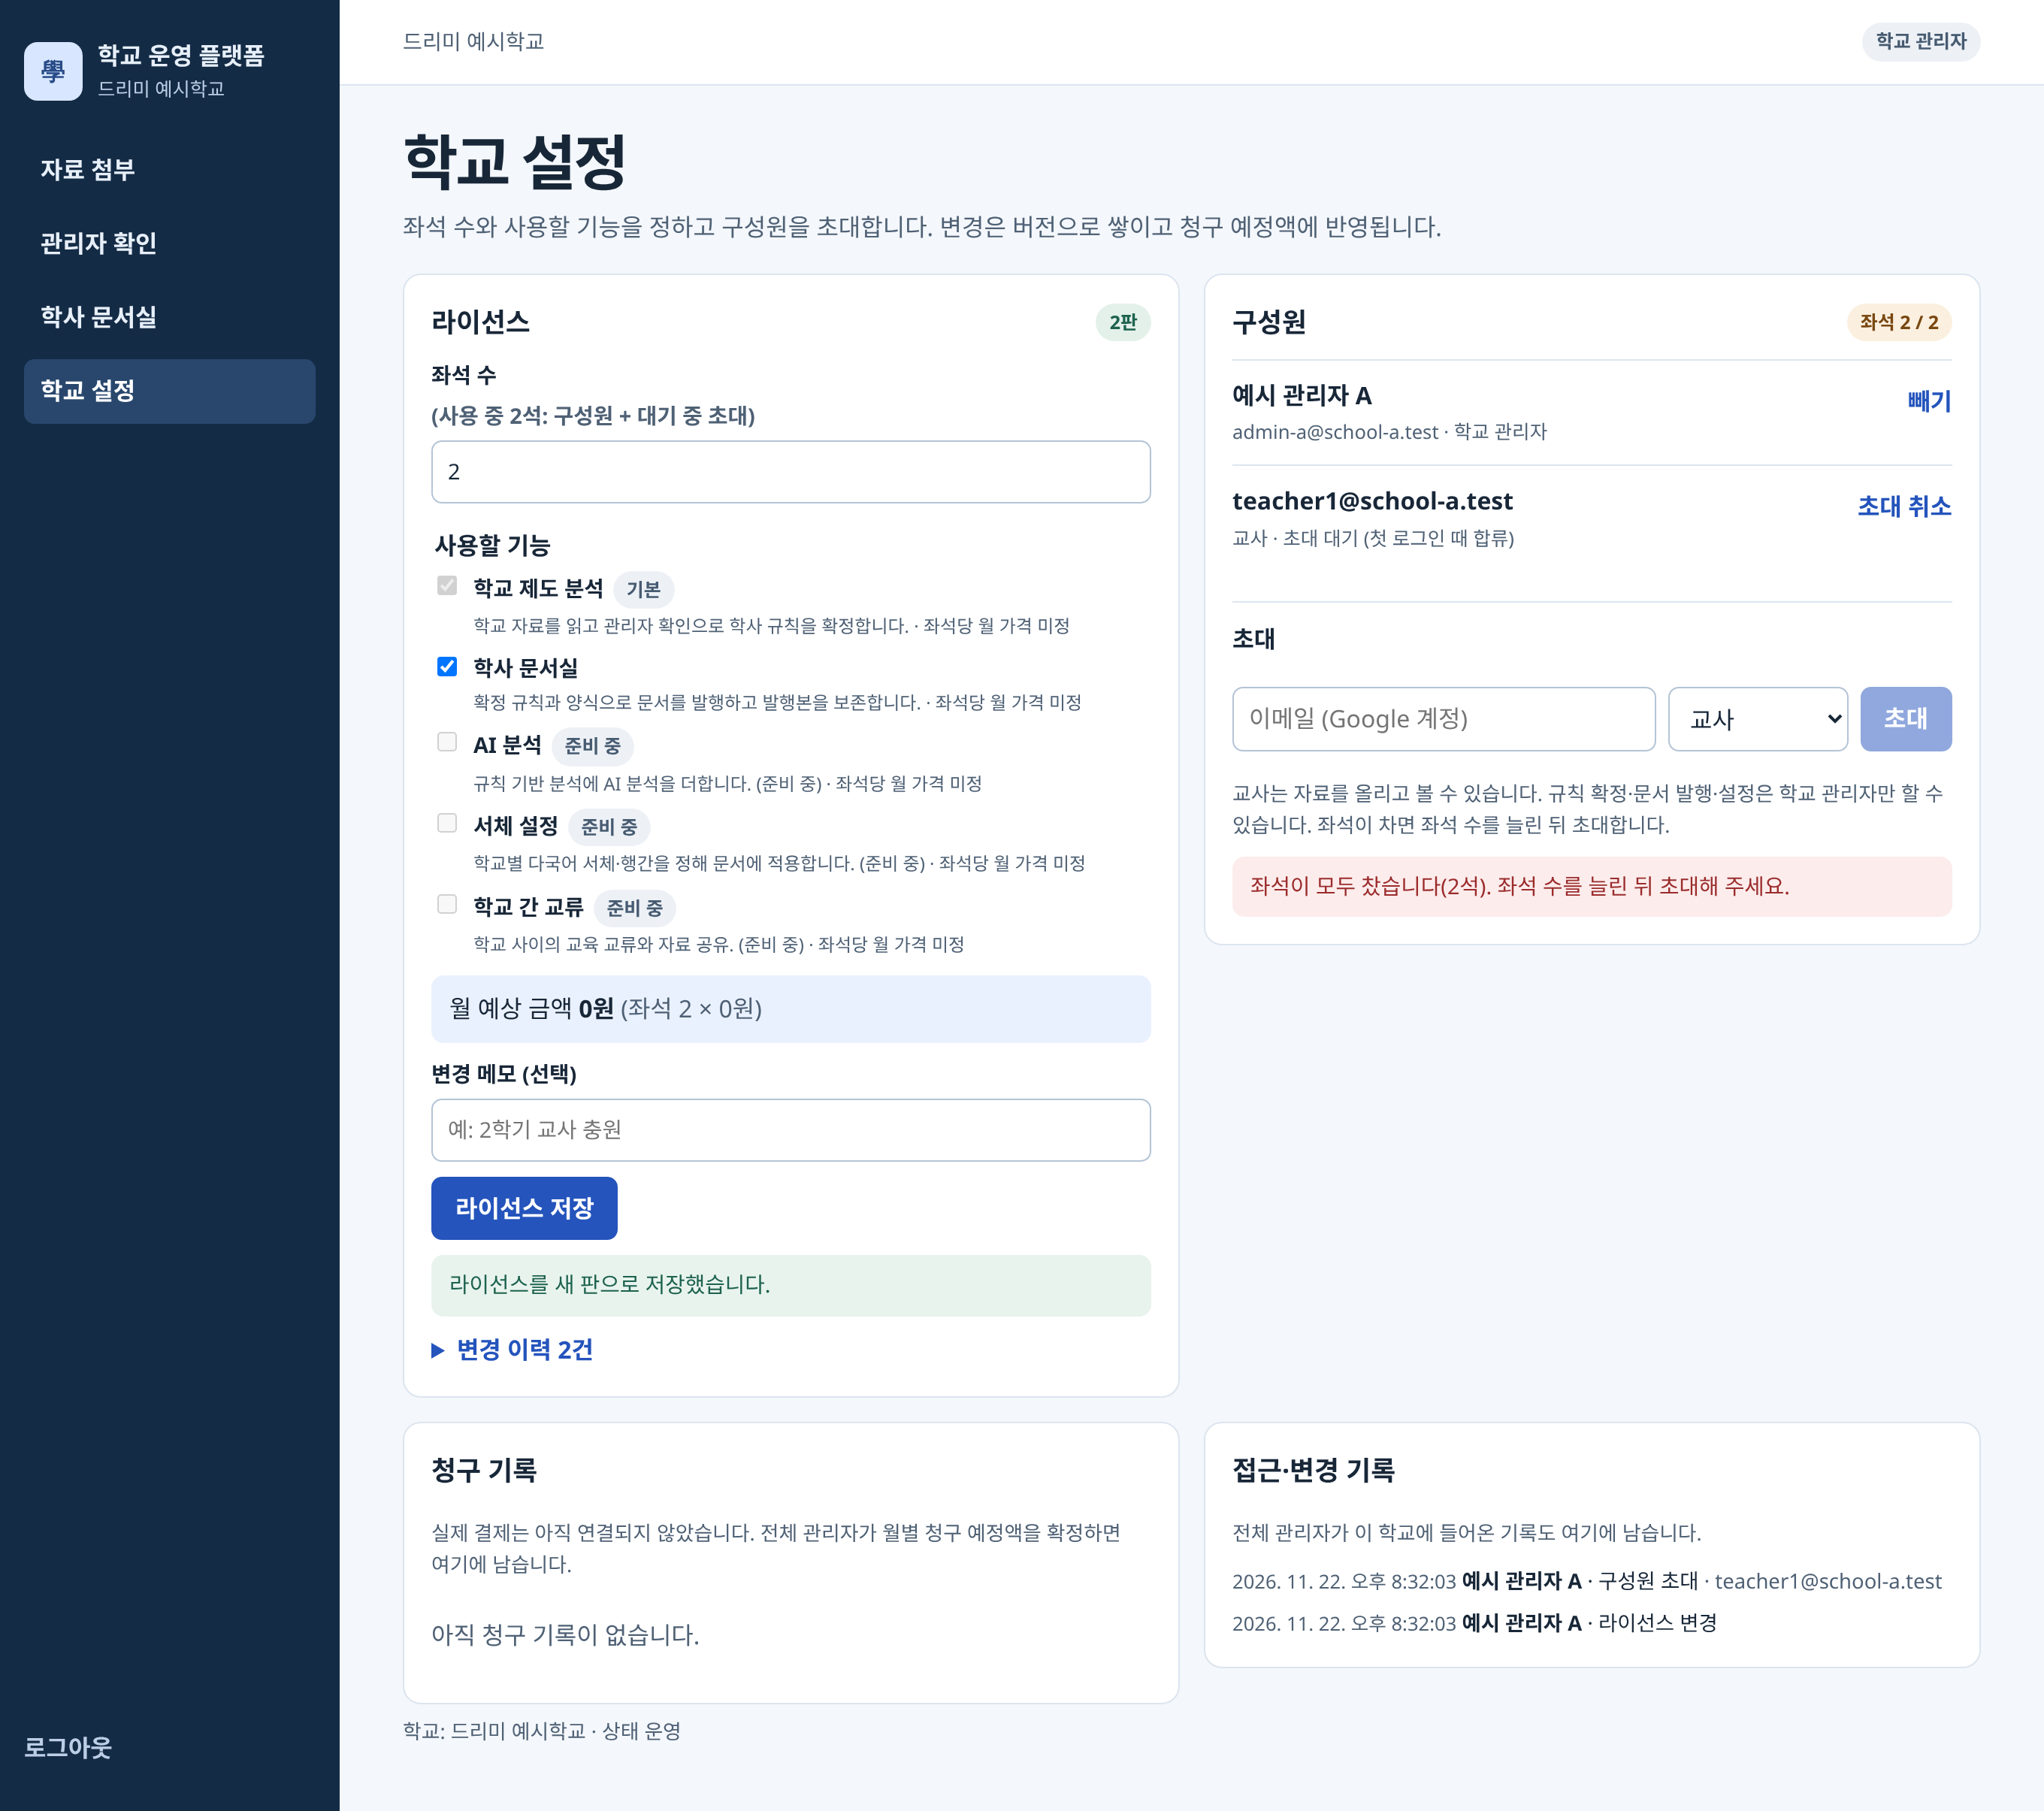 學
학교 운영 플랫폼
드리미 예시학교
자료 첨부
관리자 확인
학사 문서실
학교 설정
로그아웃
드리미 예시학교
학교 관리자
학교 설정
좌석 수와 사용할 기능을 정하고 구성원을 초대합니다. 변경은 버전으로 쌓이고 청구 예정액에 반영됩니다.
라이선스
2판
좌석 수
(사용 중 2석: 구성원 + 대기 중 초대)
2
사용할 기능
학교 제도 분석 기본
학교 자료를 읽고 관리자 확인으로 학사 규칙을 확정합니다. · 좌석당 월 가격 미정
학사 문서실
확정 규칙과 양식으로 문서를 발행하고 발행본을 보존합니다. · 좌석당 월 가격 미정
AI 분석 준비 중
규칙 기반 분석에 AI 분석을 더합니다. (준비 중) · 좌석당 월 가격 미정
서체 설정 준비 중
학교별 다국어 서체·행간을 정해 문서에 적용합니다. (준비 중) · 좌석당 월 가격 미정
학교 간 교류 준비 중
학교 사이의 교육 교류와 자료 공유. (준비 중) · 좌석당 월 가격 미정
월 예상 금액 0원 (좌석 2 × 0원)
변경 메모 (선택)
예: 2학기 교사 충원
라이선스 저장
라이선스를 새 판으로 저장했습니다.
▶ 변경 이력 2건
구성원
좌석 2 / 2
예시 관리자 A
빼기
admin-a@school-a.test · 학교 관리자
teacher1@school-a.test
초대 취소
교사 · 초대 대기 (첫 로그인 때 합류)
초대
이메일 (Google 계정)
교사
초대
교사는 자료를 올리고 볼 수 있습니다. 규칙 확정·문서 발행·설정은 학교 관리자만 할 수
있습니다. 좌석이 차면 좌석 수를 늘린 뒤 초대합니다.
좌석이 모두 찼습니다(2석). 좌석 수를 늘린 뒤 초대해 주세요.
청구 기록
실제 결제는 아직 연결되지 않았습니다. 전체 관리자가 월별 청구 예정액을 확정하면
여기에 남습니다.
아직 청구 기록이 없습니다.
접근·변경 기록
전체 관리자가 이 학교에 들어온 기록도 여기에 남습니다.
2026. 11. 22. 오후 8:32:03 예시 관리자 A · 구성원 초대 · teacher1@school-a.test
2026. 11. 22. 오후 8:32:03 예시 관리자 A · 라이선스 변경
학교: 드리미 예시학교 · 상태 운영